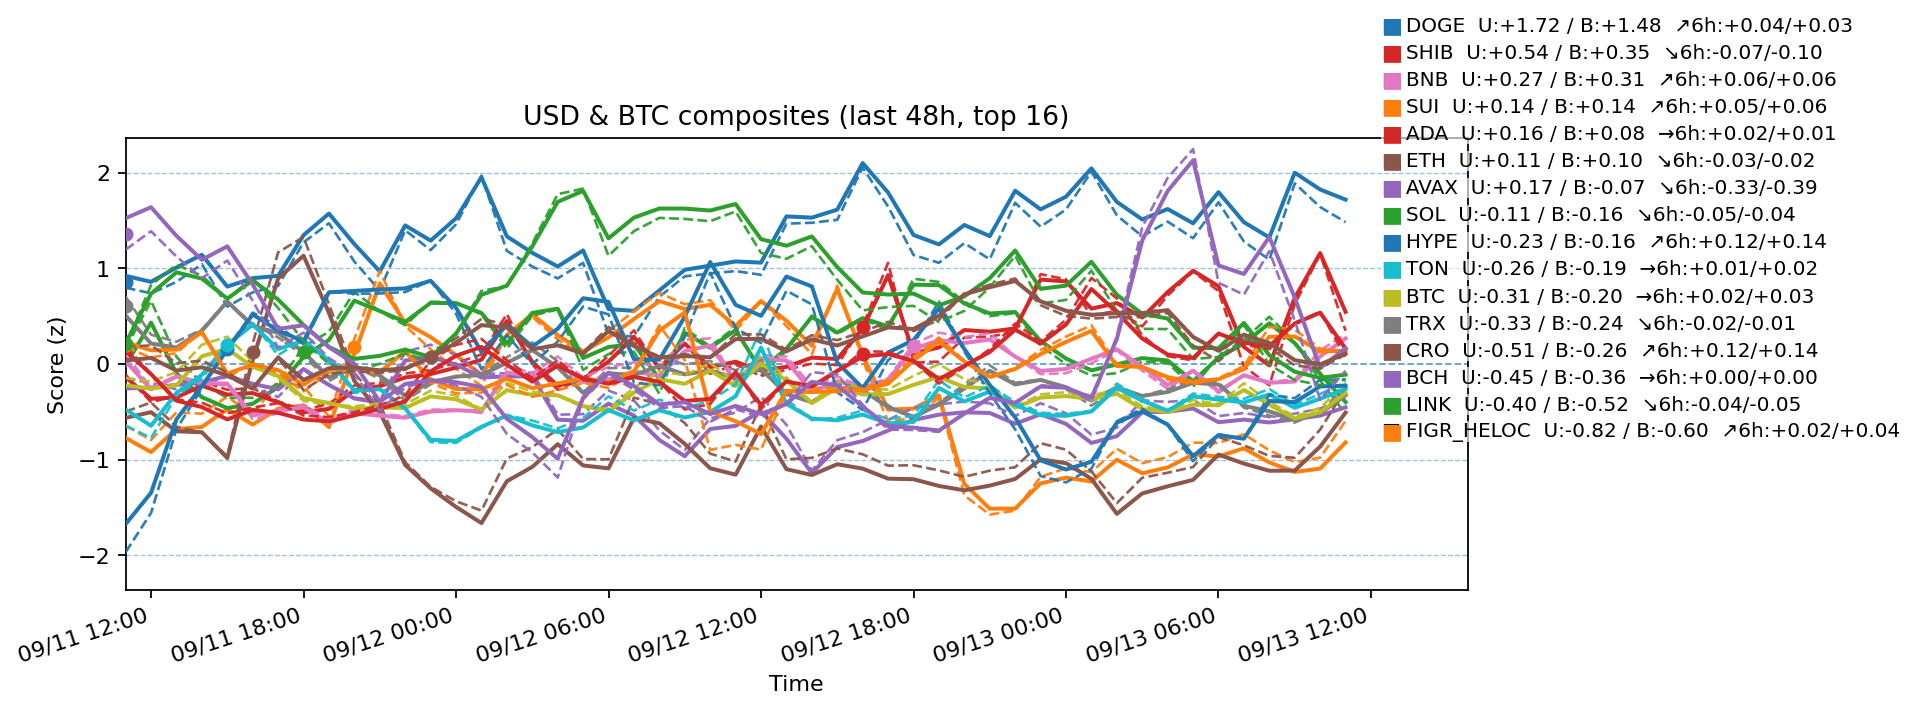 DOGE U:+1.72 / B:+1.48 ↗6h:+0.04/+0.03
SHIB U:+0.54 / B:+0.35 ↘6h:-0.07/-0.10
BNB U:+0.27 / B:+0.31 ↗6h:+0.06/+0.06
SUI U:+0.14 / B:+0.14 ↗6h:+0.05/+0.06
ADA U:+0.16 / B:+0.08 →6h:+0.02/+0.01
ETH U:+0.11 / B:+0.10 ↘6h:-0.03/-0.02
AVAX U:+0.17 / B:-0.07 ↘6h:-0.33/-0.39
SOL U:-0.11 / B:-0.16 ↘6h:-0.05/-0.04
HYPE U:-0.23 / B:-0.16 ↗6h:+0.12/+0.14
TON U:-0.26 / B:-0.19 →6h:+0.01/+0.02
BTC U:-0.31 / B:-0.20 →6h:+0.02/+0.03
TRX U:-0.33 / B:-0.24 ↘6h:-0.02/-0.01
CRO U:-0.51 / B:-0.26 ↗6h:+0.12/+0.14
BCH U:-0.45 / B:-0.36 →6h:+0.00/+0.00
LINK U:-0.40 / B:-0.52 ↘6h:-0.04/-0.05
FIGR_HELOC U:-0.82 / B:-0.60 ↗6h:+0.02/+0.04
USD & BTC composites (last 48h, top 16)
Score (z)
2
1
0
−1
−2
09/11 12:00
09/11 18:00
09/12 00:00
09/12 06:00
09/12 12:00
09/12 18:00
09/13 00:00
09/13 06:00
09/13 12:00
Time